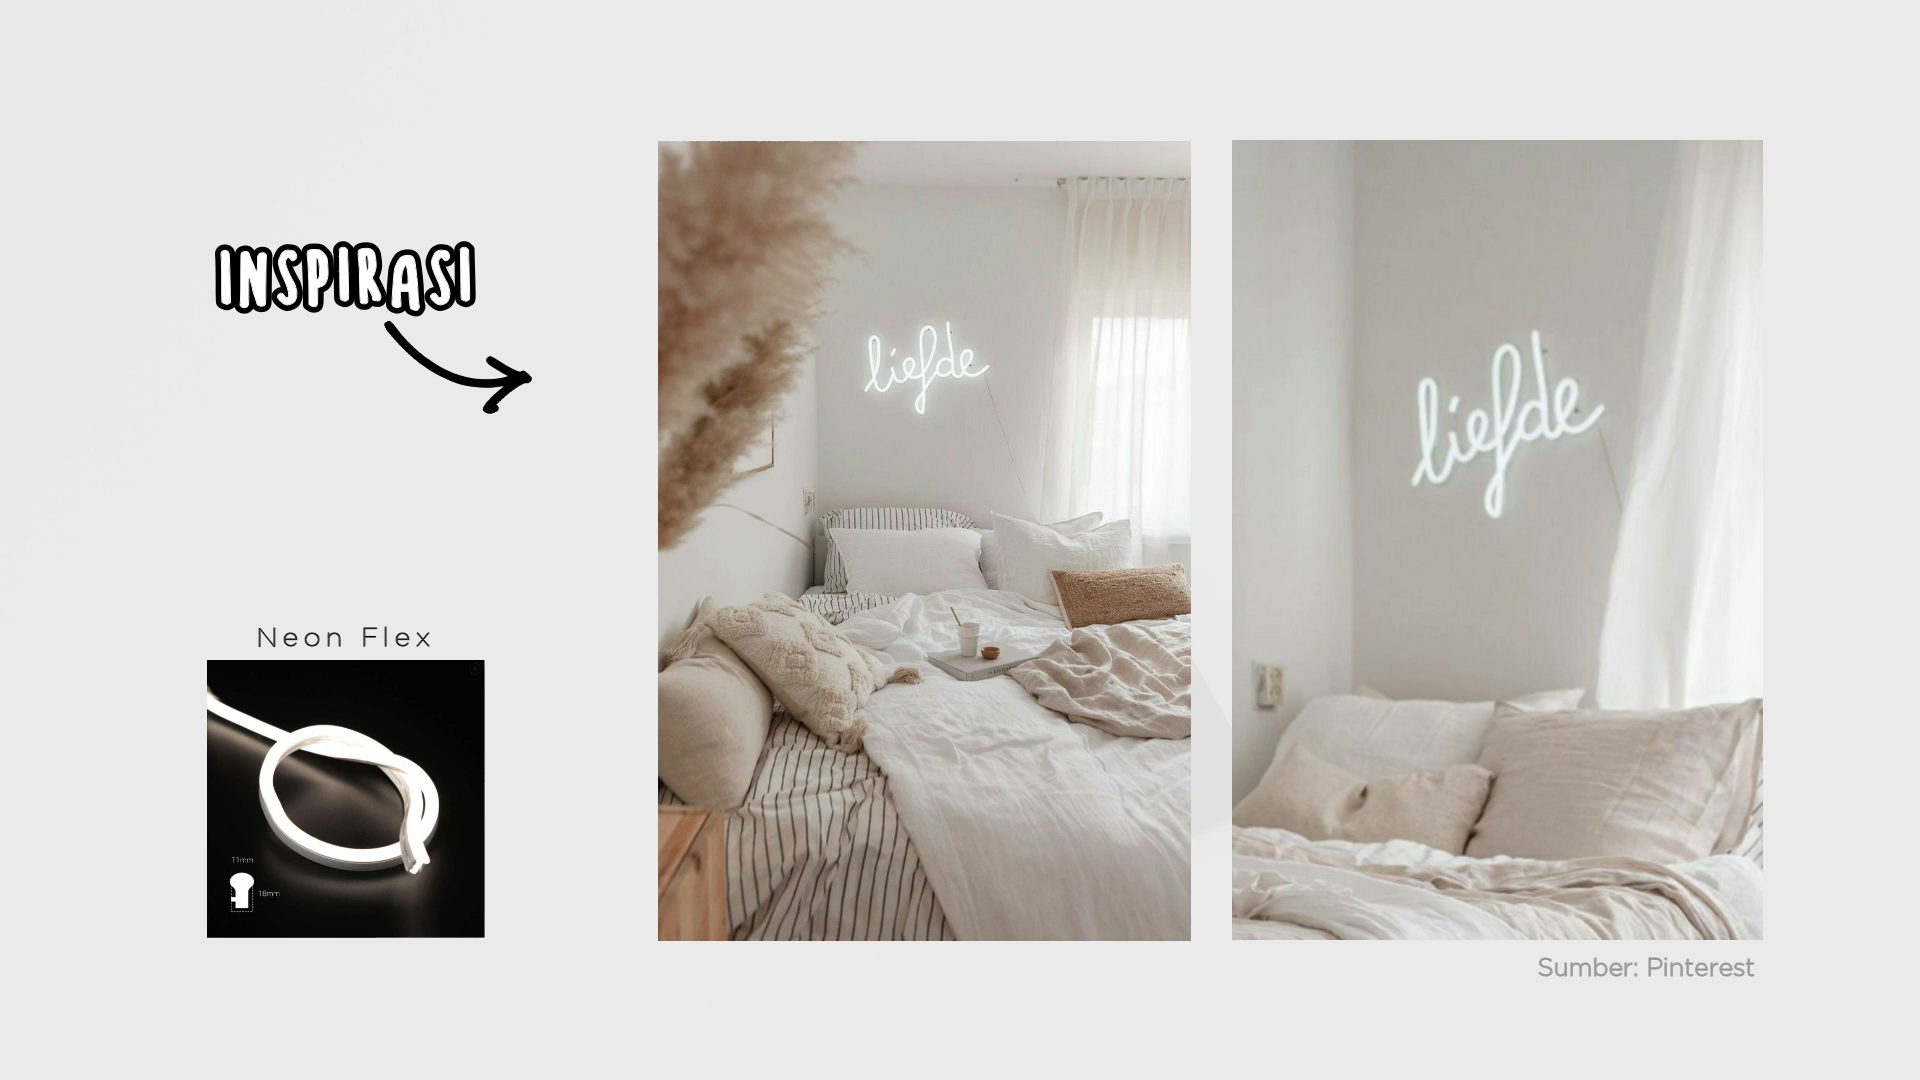 INSPIRASI
liefde
liefde
Neon Flex
11mm
18mm
Sumber: Pinterest